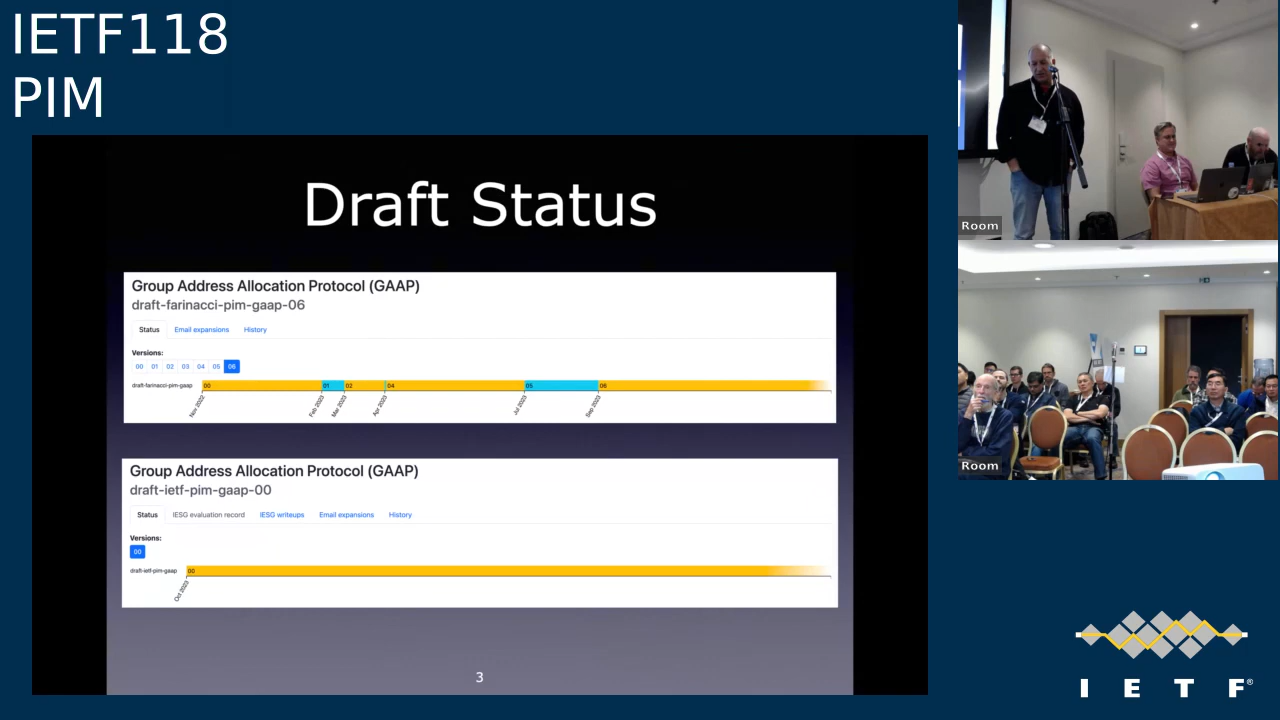 IETF118
PIM
Draft Status
Group Address Allocation Protocol (GAAP)
draft-farinacci-pim-gaap-06
Status Email expansions History
Versions:
00 01 02 03 04 05 06
draft-farinacci-pim-gaap 00 01 02 04 05 06
Nov 2022 Feb 2023 Mar 2023 Apr 2023 Jul 2023 Sep 2023
Group Address Allocation Protocol (GAAP)
draft-ietf-pim-gaap-00
Status IESG evaluation record IESG writeups Email expansions History
Versions:
00
draft-ietf-pim-gaap 00
Oct 2023
3
Room
Room
I E T F®